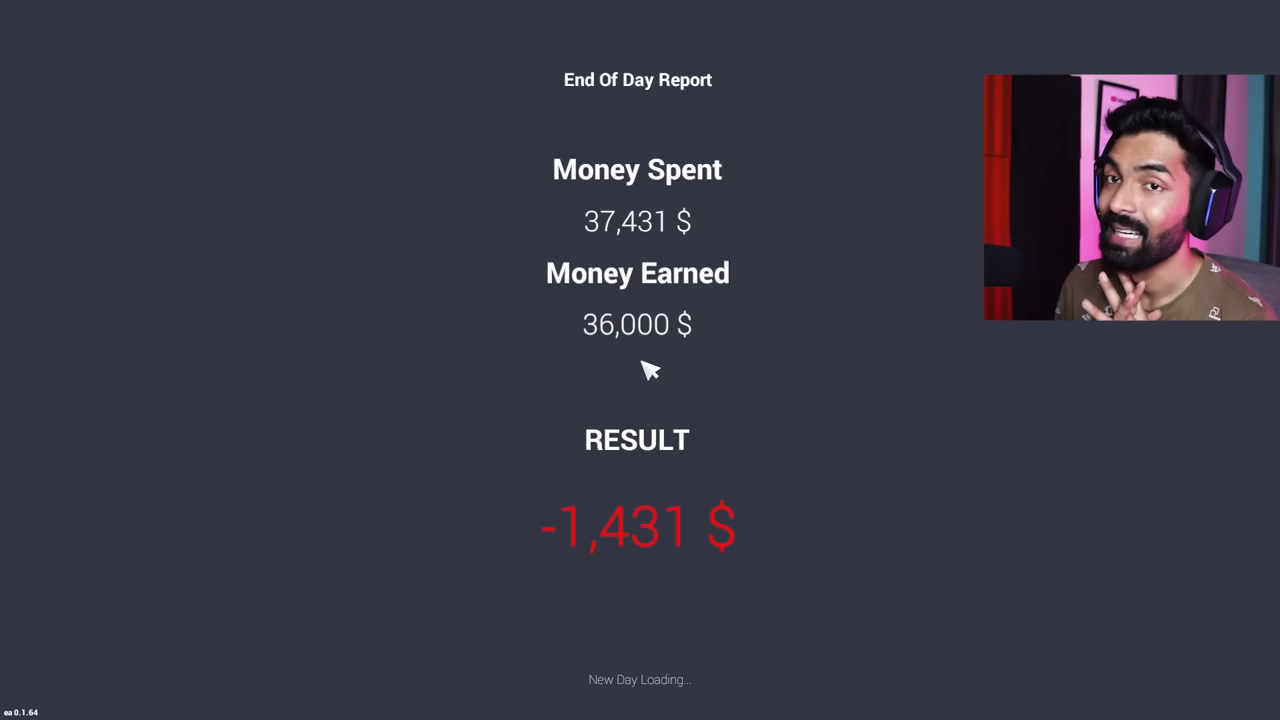 End Of Day Report
Money Spent
37,431 $
Money Earned
36,000 $
RESULT
-1,431 $
New Day Loading...
ea 0.1.64